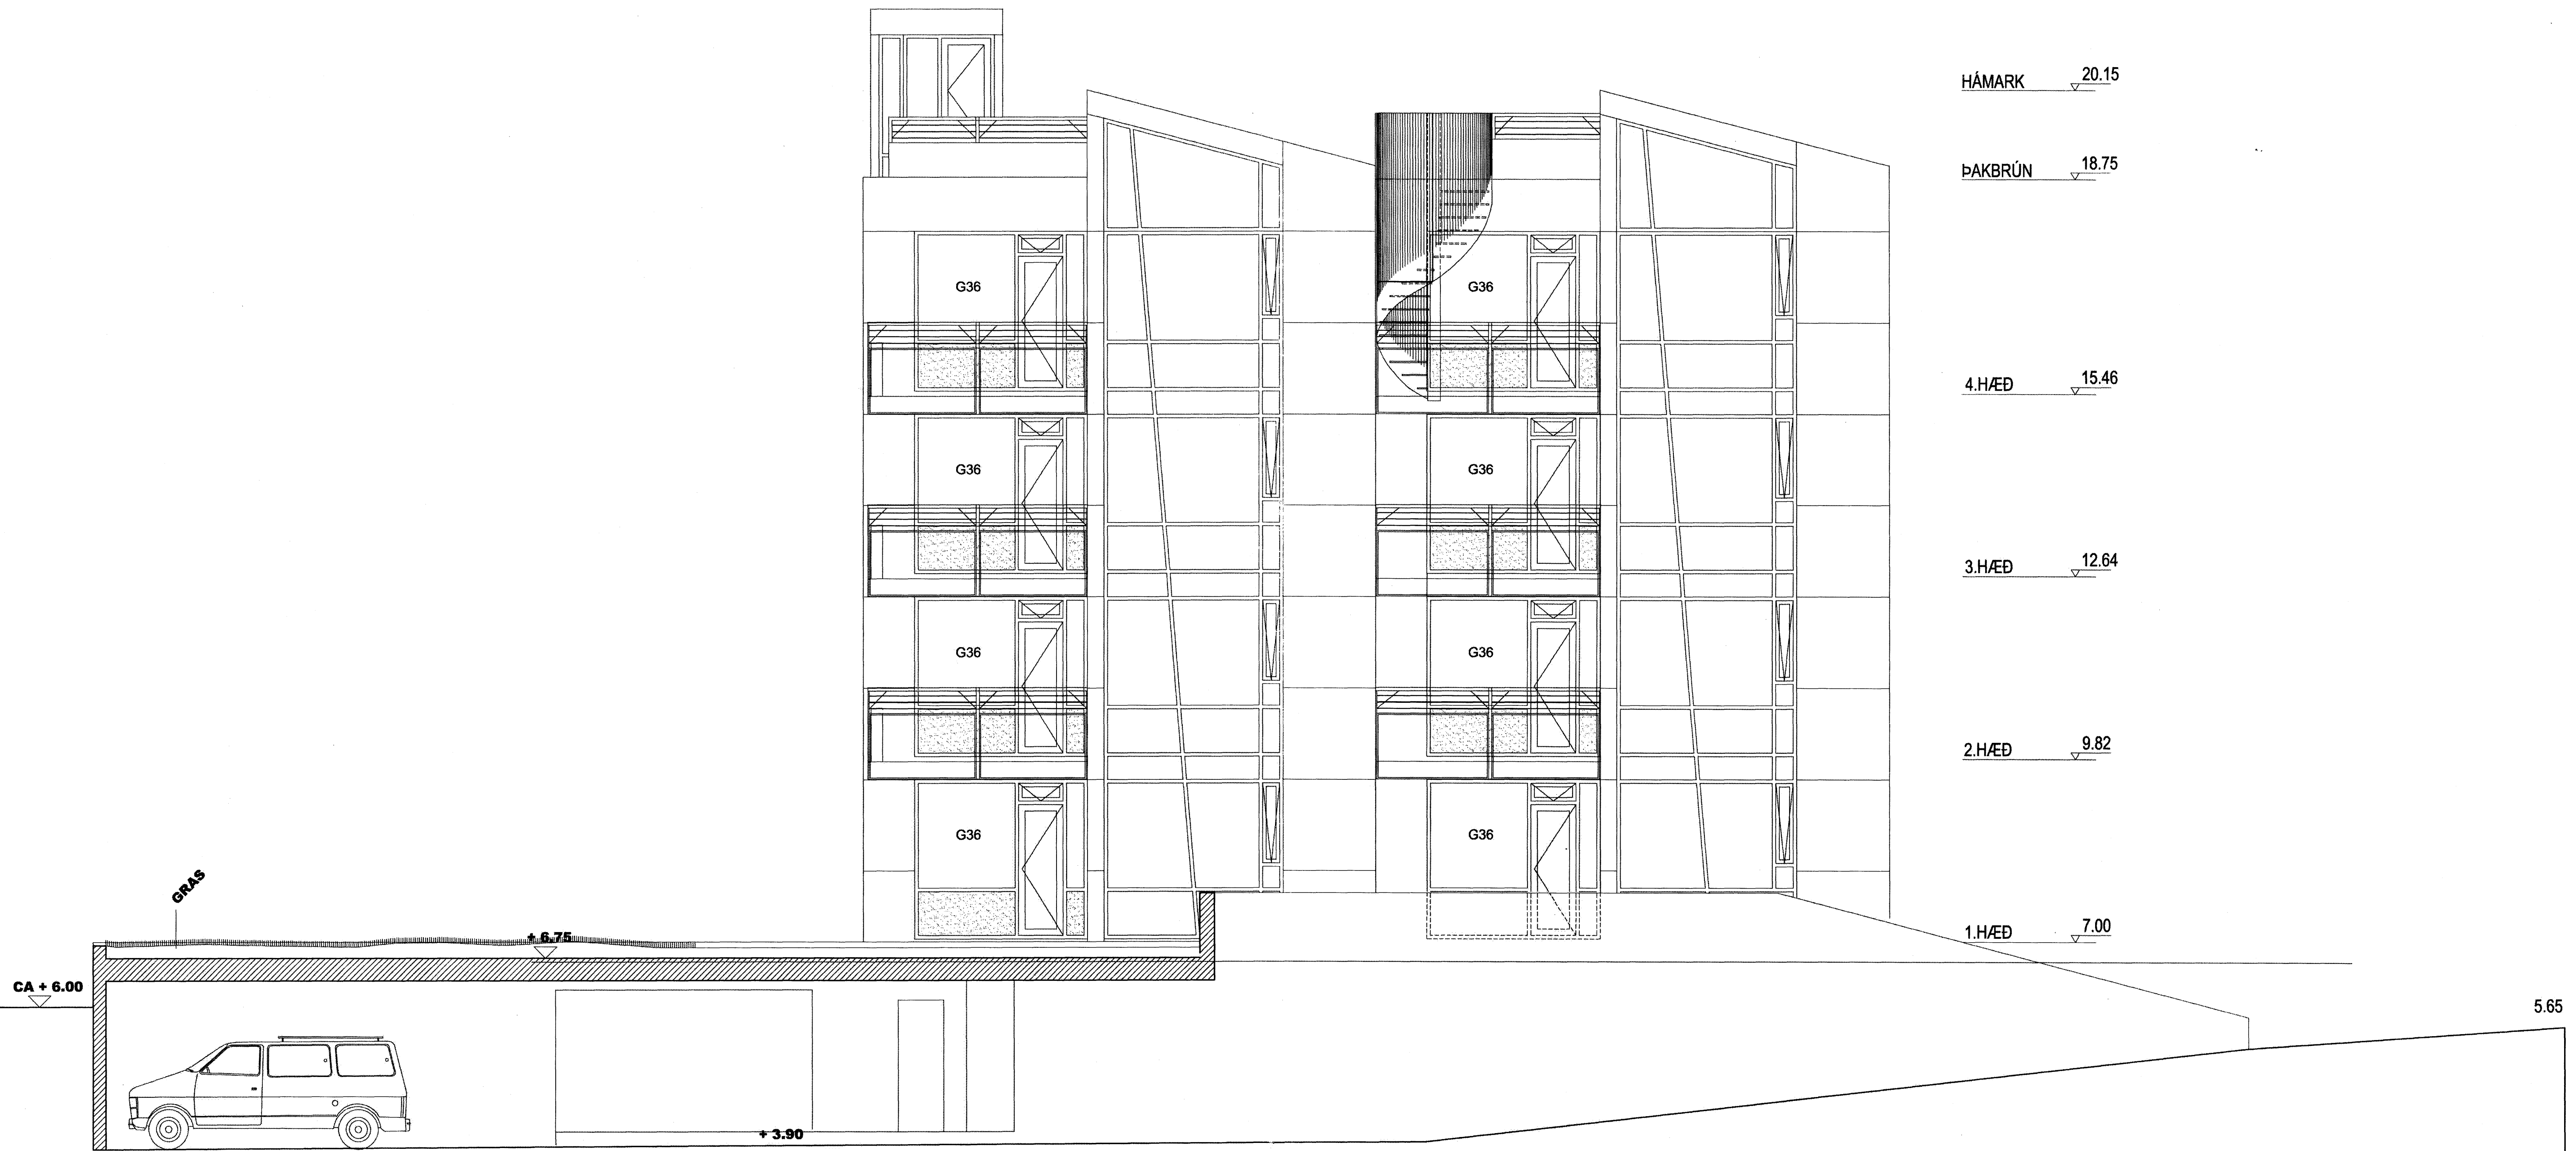 HÁMARK 20.15
ÞAKBRÚN 18.75
G36 G36
4.HÆÐ 15.46
G36 G36
3.HÆÐ 12.64
G36 G36
2.HÆÐ 9.82
G36 G36
GRAS
1.HÆÐ 7.00
+ 6.75
CA + 6.00
5.65
+ 3.90